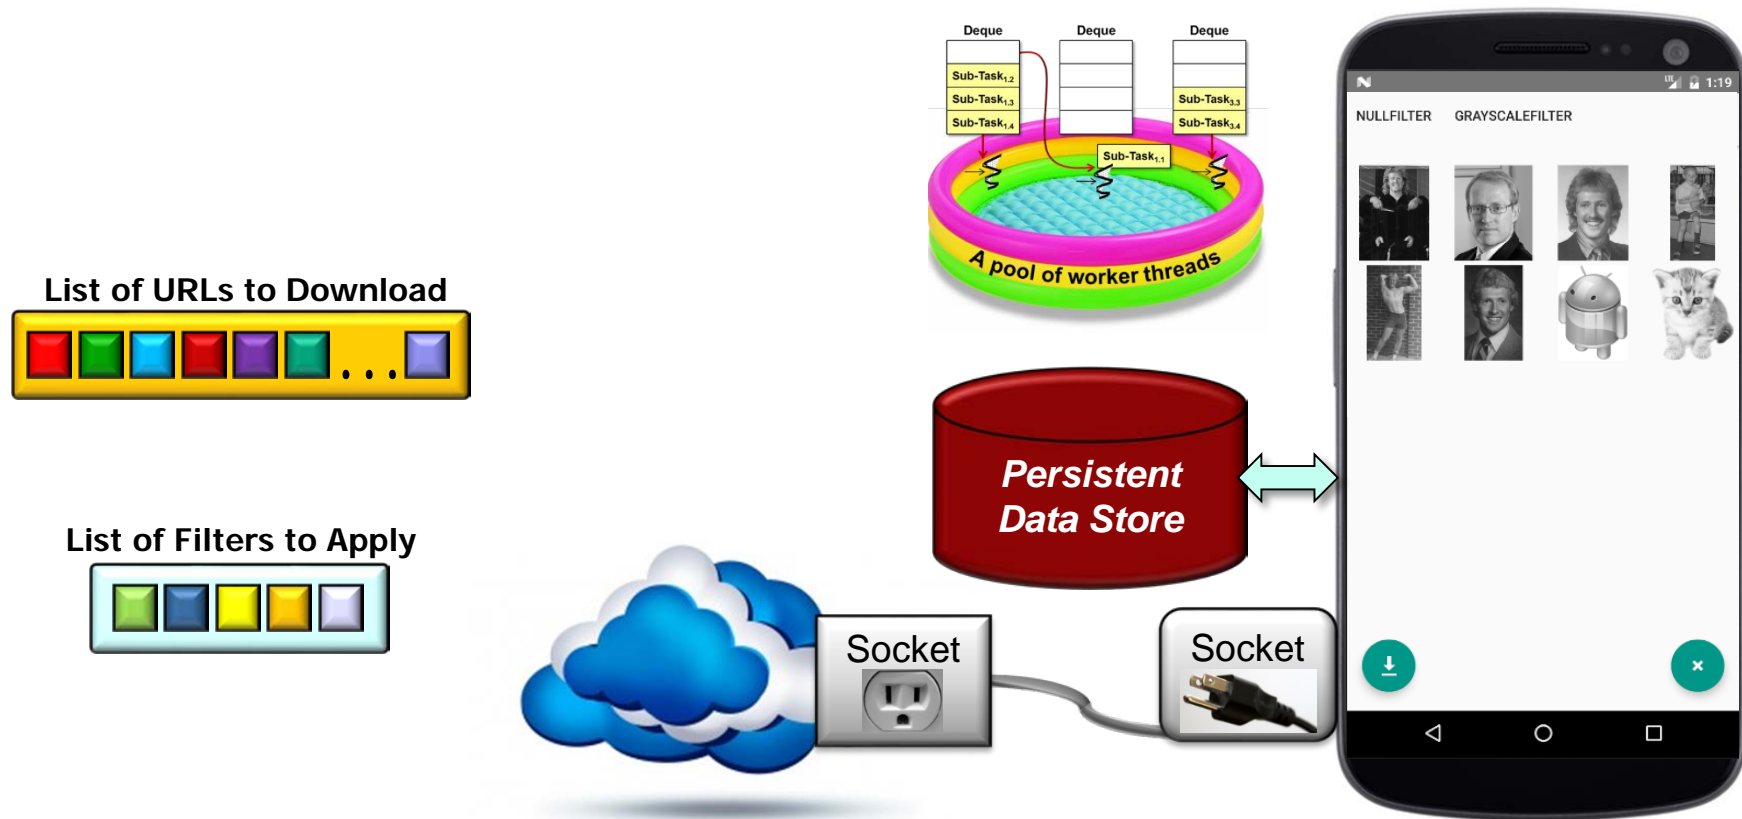 Deque
Deque
Deque
Sub-Task1.2
Sub-Task1.3
Sub-Task1.4
Sub-Task3.3
Sub-Task3.4
Sub-Task1.1
A pool of worker threads
LTE
1:19
NULLFILTER
GRAYSCALEFILTER
List of URLs to Download
...
Persistent
Data Store
List of Filters to Apply
Socket
Socket